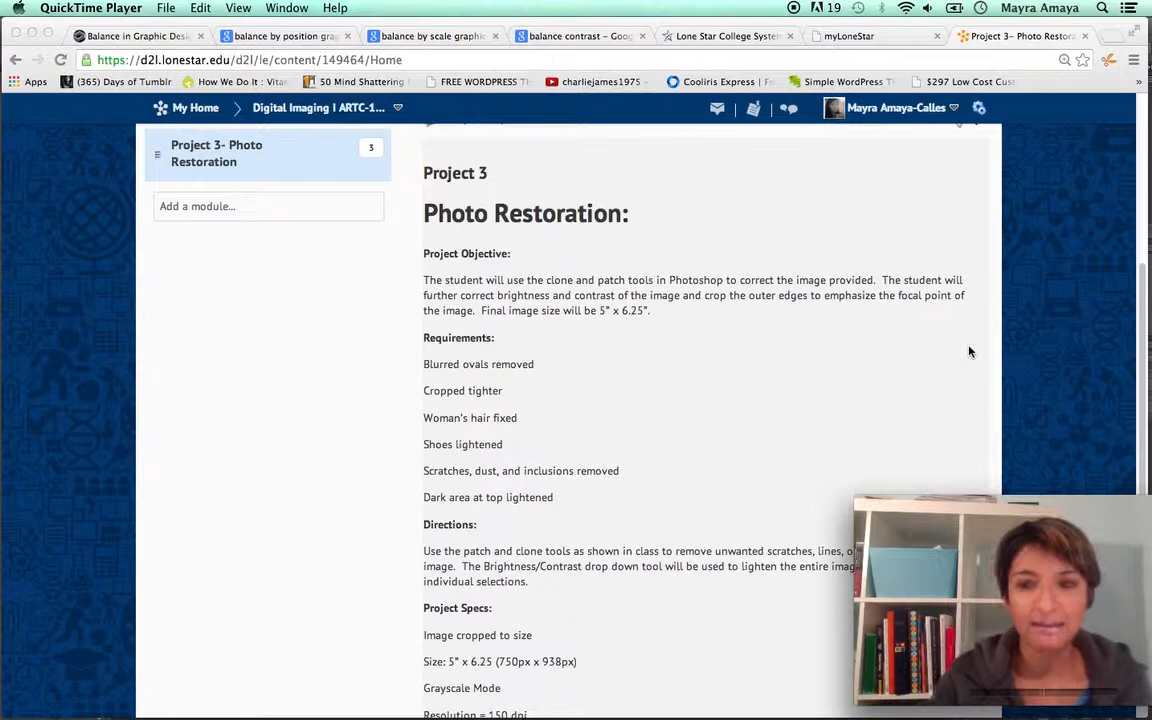 QuickTime Player File Edit View Window Help 19 Mayra Amaya
Balance in Graphic Desi balance by position gra balance by scale graphic balance contrast – Goog Lone Star College System myLoneStar Project 3- Photo Restora
https://d2l.lonestar.edu/d2l/le/content/149464/Home
Apps (365) Days of Tumblr How We Do It : Vita 50 Mind Shattering FREE WORDPRESS TH charliejames1975 - Cooliris Express | F Simple WordPress T $297 Low Cost Cust »
My Home Digital Imaging I ARTC-1... Mayra Amaya-Calles
Project 3- Photo
Restoration
3
Add a module...
Project 3
Photo Restoration:
Project Objective:
The student will use the clone and patch tools in Photoshop to correct the image provided. The student will
further correct brightness and contrast of the image and crop the outer edges to emphasize the focal point of
the image. Final image size will be 5" x 6.25".
Requirements:
Blurred ovals removed
Cropped tighter
Woman's hair fixed
Shoes lightened
Scratches, dust, and inclusions removed
Dark area at top lightened
Directions:
Use the patch and clone tools as shown in class to remove unwanted scratches, lines, o
image. The Brightness/Contrast drop down tool will be used to lighten the entire imag
individual selections.
Project Specs:
Image cropped to size
Size: 5" x 6.25 (750px x 938px)
Grayscale Mode
Resolution = 150 dpi